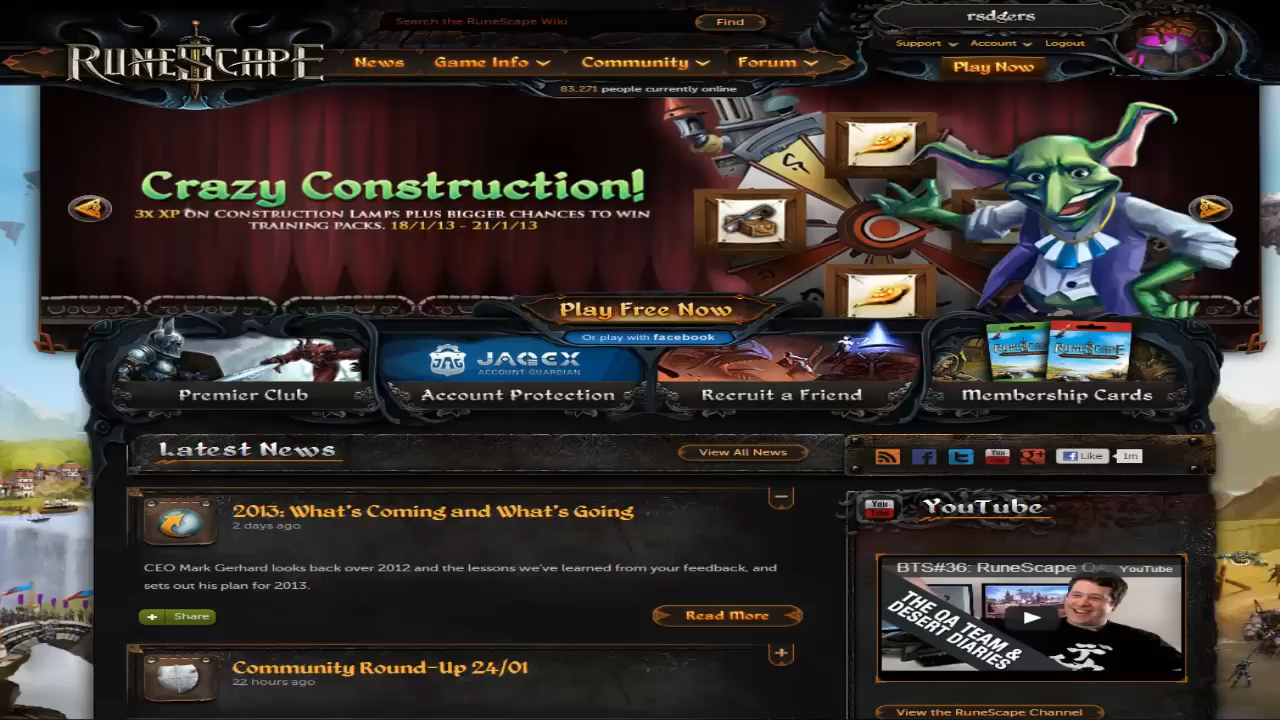 Search the RuneScape Wiki
Find
rsdgers
Support
Account
Logout
RuneScape
News
Game Info
Community
Forum
Play Now
83,271 people currently online
Crazy Construction!
3x XP on Construction Lamps plus bigger chances to win
training packs. 18/1/13 - 21/1/13
Play Free Now
Or play with facebook
JAGEX
ACCOUNT GUARDIAN
RuneScape
Premier Club
Account Protection
Recruit a Friend
Membership Cards
Latest News
View All News
You
Like
1m
2013: What's Coming and What's Going
2 days ago
CEO Mark Gerhard looks back over 2012 and the lessons we've learned from your feedback, and
sets out his plan for 2013.
Share
Read More
Community Round-Up 24/01
22 hours ago
You
Tube
YouTube
BTS#36: RuneScape QA
YouTube
THE QA TEAM &
DESERT DIARIES
View the RuneScape Channel